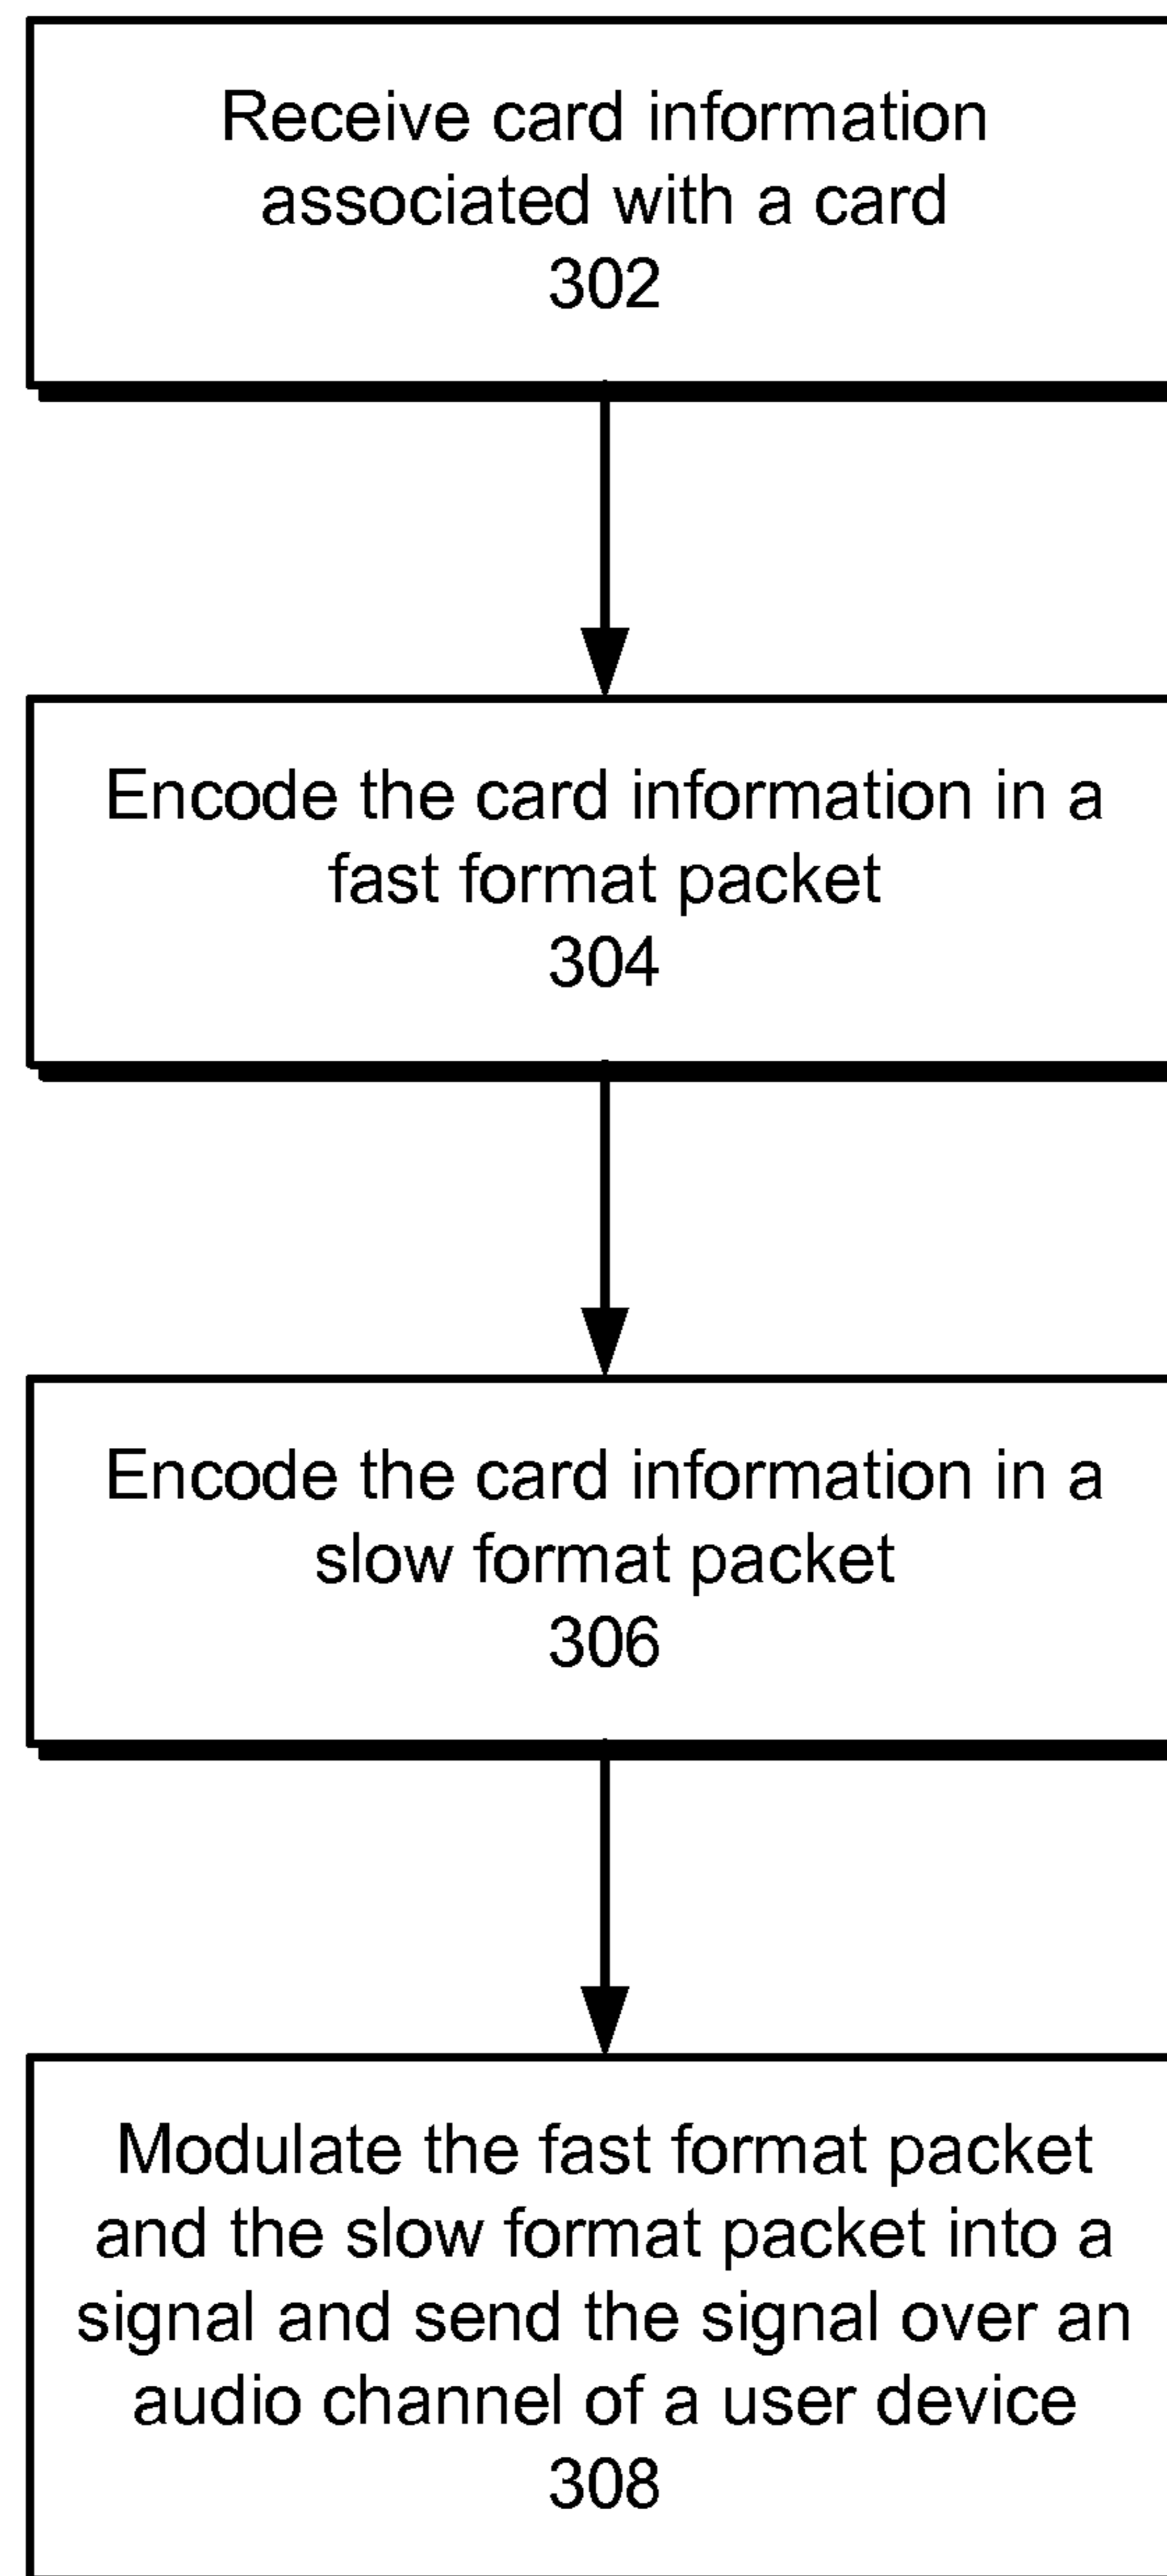 Receive card information
associated with a card
302
Encode the card information in a
fast format packet
304
Encode the card information in a
slow format packet
306
Modulate the fast format packet
and the slow format packet into a
signal and send the signal over an
audio channel of a user device
308